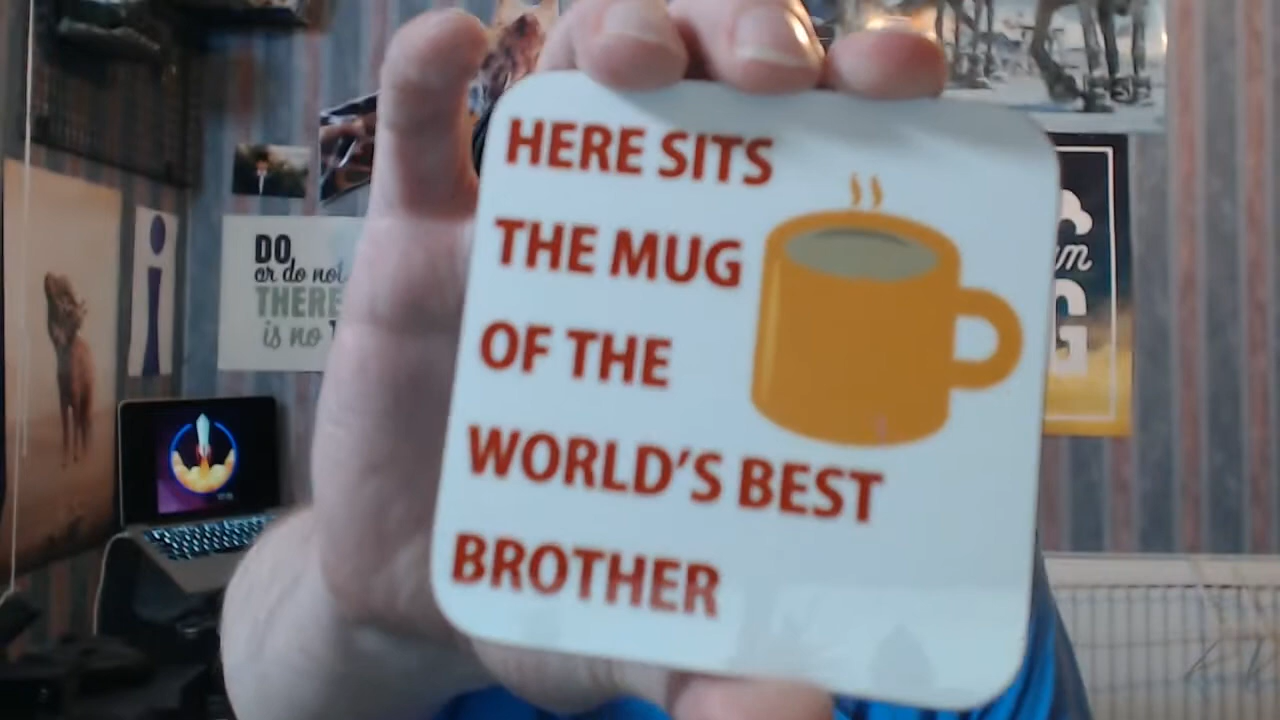 HERE SITS
THE MUG
OF THE
WORLD'S BEST
BROTHER
DO
or do not
THERE
is no
i
G